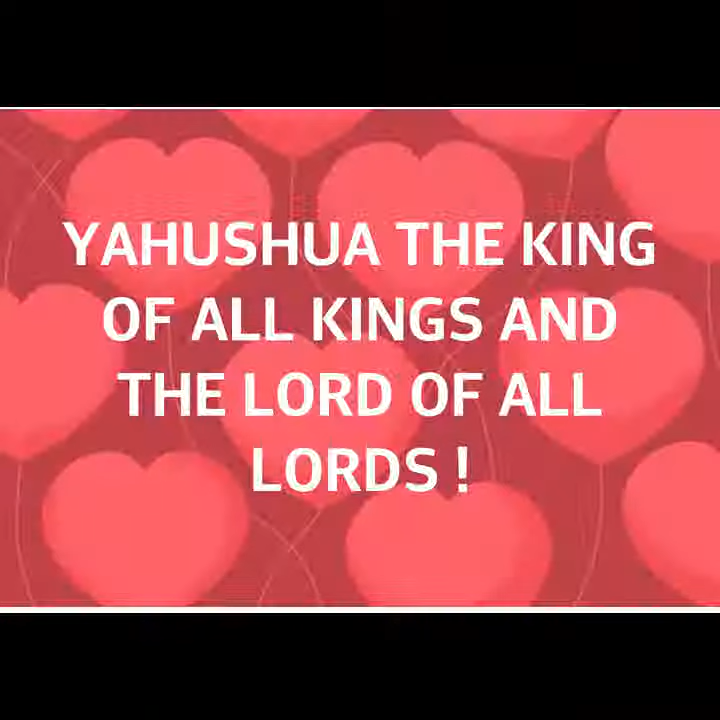 YAHUSHUA THE KING
OF ALL KINGS AND
THE LORD OF ALL
LORDS !